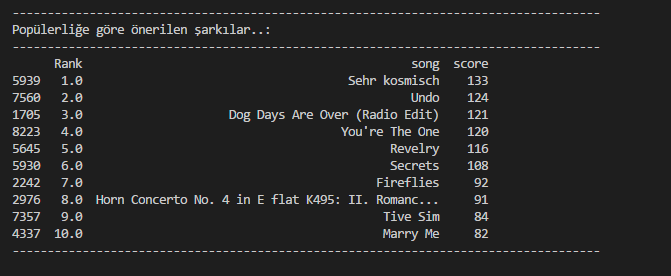 --------------------------------------------------------------------------------
Popülerliğe göre önerilen şarkılar..:
--------------------------------------------------------------------------------
Rank song score
5939 1.0 Sehr kosmisch 133
7560 2.0 Undo 124
1705 3.0 Dog Days Are Over (Radio Edit) 121
8223 4.0 You're The One 120
5645 5.0 Revelry 116
5930 6.0 Secrets 108
2242 7.0 Fireflies 92
2976 8.0 Horn Concerto No. 4 in E flat K495: II. Romanc... 91
7357 9.0 Tive Sim 84
4337 10.0 Marry Me 82
--------------------------------------------------------------------------------